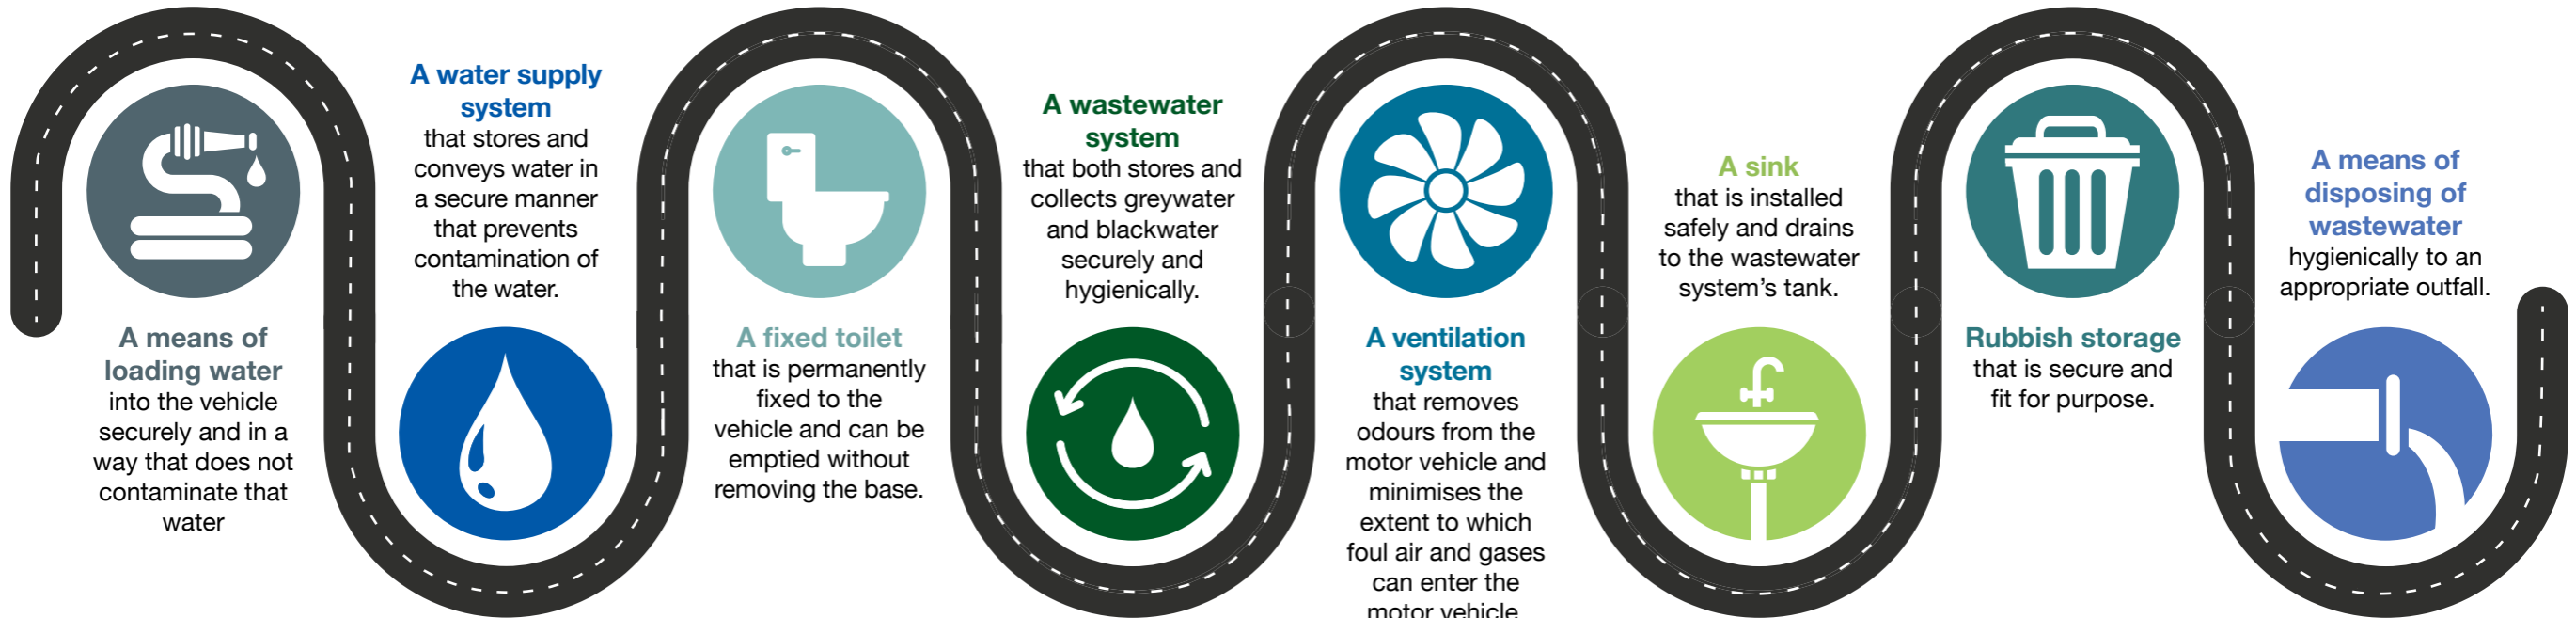 A means of
loading water
into the vehicle
securely and in a
way that does not
contaminate that
water
A water supply
system
that stores and
conveys water in
a secure manner
that prevents
contamination of
the water.
A fixed toilet
that is permanently
fixed to the
vehicle and can be
emptied without
removing the base.
A wastewater
system
that both stores and
collects greywater
and blackwater
securely and
hygienically.
A ventilation
system
that removes
odours from the
motor vehicle and
minimises the
extent to which
foul air and gases
can enter the
motor vehicle
A sink
that is installed
safely and drains
to the wastewater
system’s tank.
Rubbish storage
that is secure and
fit for purpose.
A means of
disposing of
wastewater
hygienically to an
appropriate outfall.